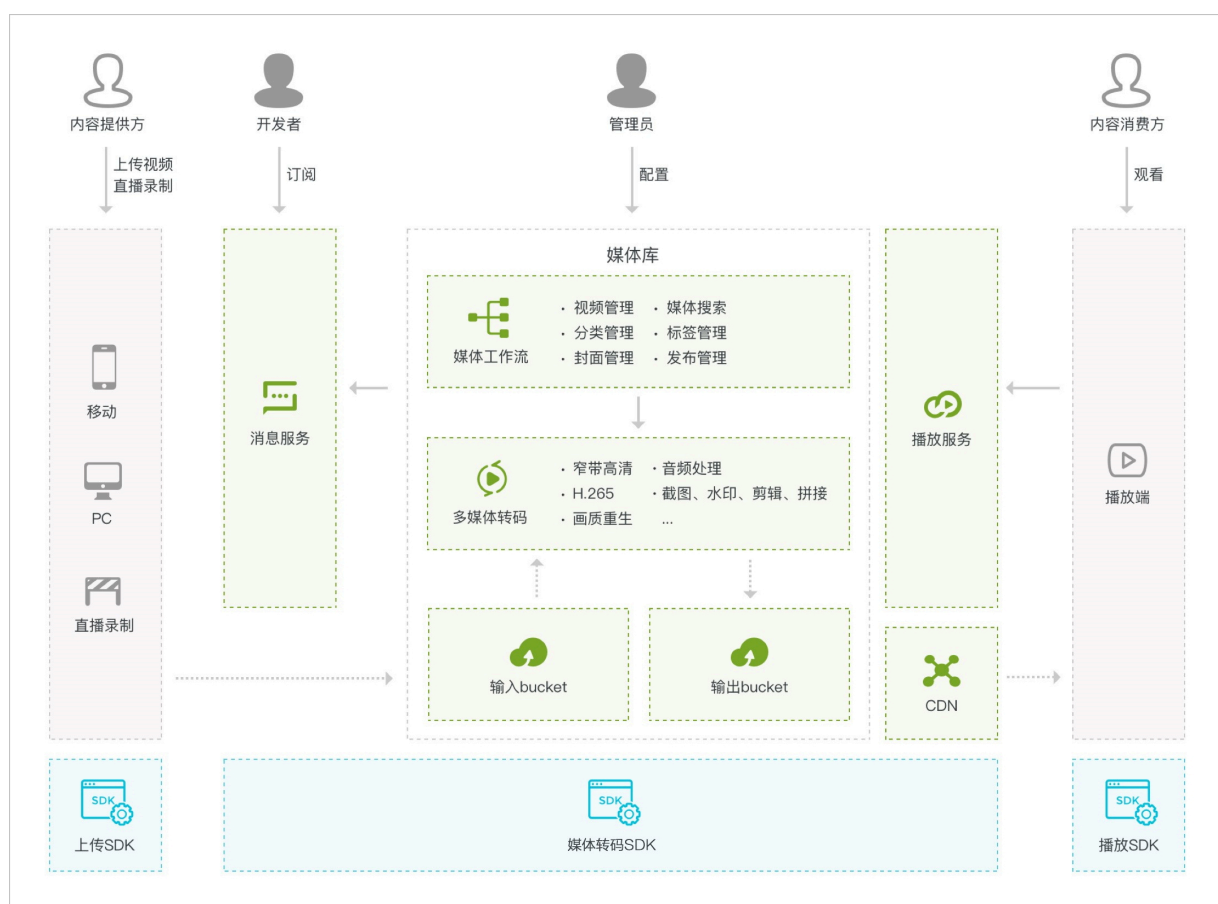 内容提供方
开发者
管理员
内容消费方
上传视频
直播录制
订阅
配置
观看
媒体库
· 视频管理 · 媒体搜索
· 分类管理 · 标签管理
· 封面管理 · 发布管理
媒体工作流
移动
消息服务
播放服务
· 窄带高清 · 音频处理
· H.265 · 截图、水印、剪辑、拼接
· 画质重生 ...
多媒体转码
PC
播放端
直播录制
输入bucket
输出bucket
CDN
SDK
SDK
SDK
上传SDK
媒体转码SDK
播放SDK